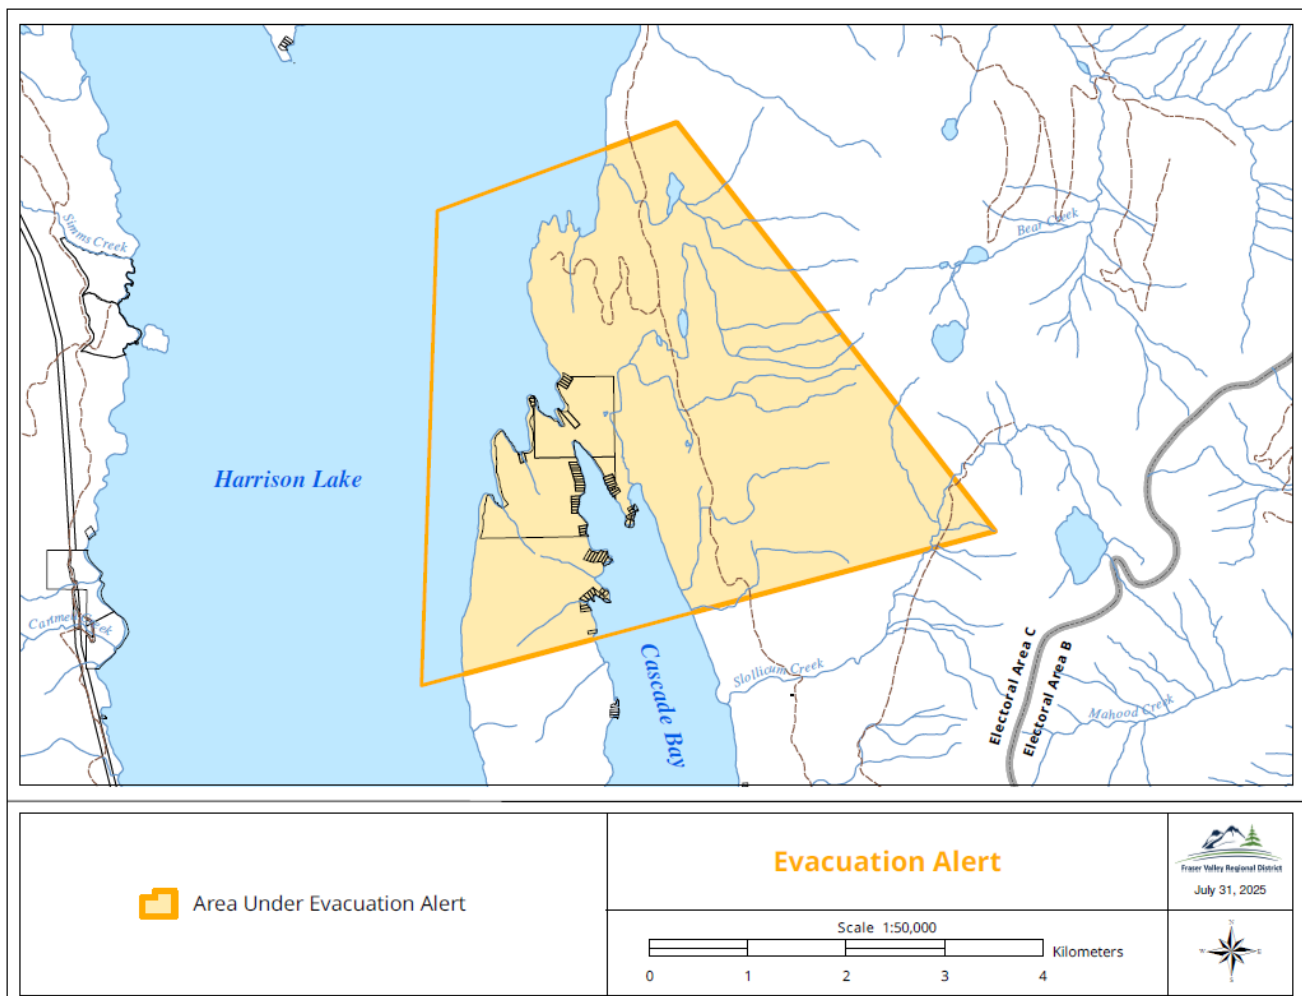 Simms Creek
Bear Creek
Harrison Lake
Cartmel Creek
Cascade Bay
Slollicum Creek
Electoral Area C
Electoral Area B
Mahood Creek
Area Under Evacuation Alert
Evacuation Alert
Fraser Valley Regional District
July 31, 2025
Scale 1:50,000
Kilometers
0 1 2 3 4
N
W E
S